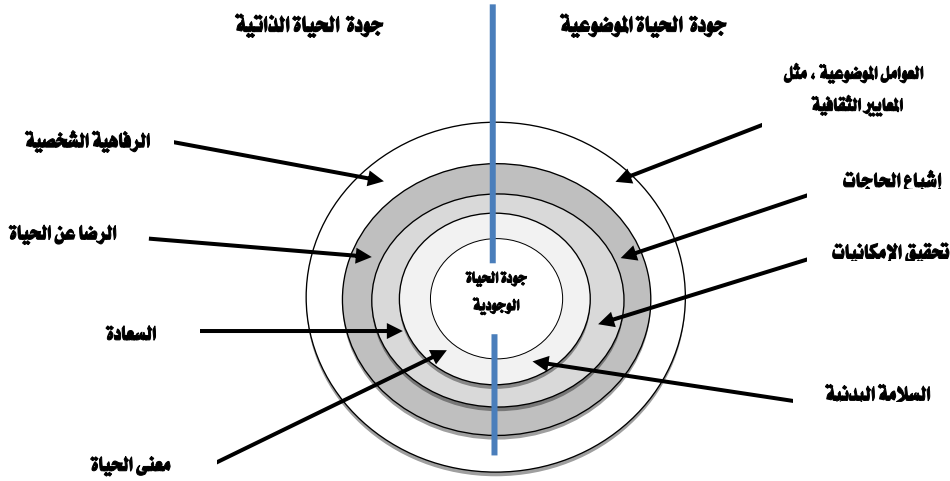 جودة الحياة الموضوعية
جودة الحياة الذاتية
العوامل الموضوعية ، مثل
المعايير الثقافية
الرفاهية الشخصية
إشباع الحاجات
الرضا عن الحياة
تحقيق الإمكانيات
جودة الحياة
الوجودية
السعادة
السلامة البدنية
معنى الحياة